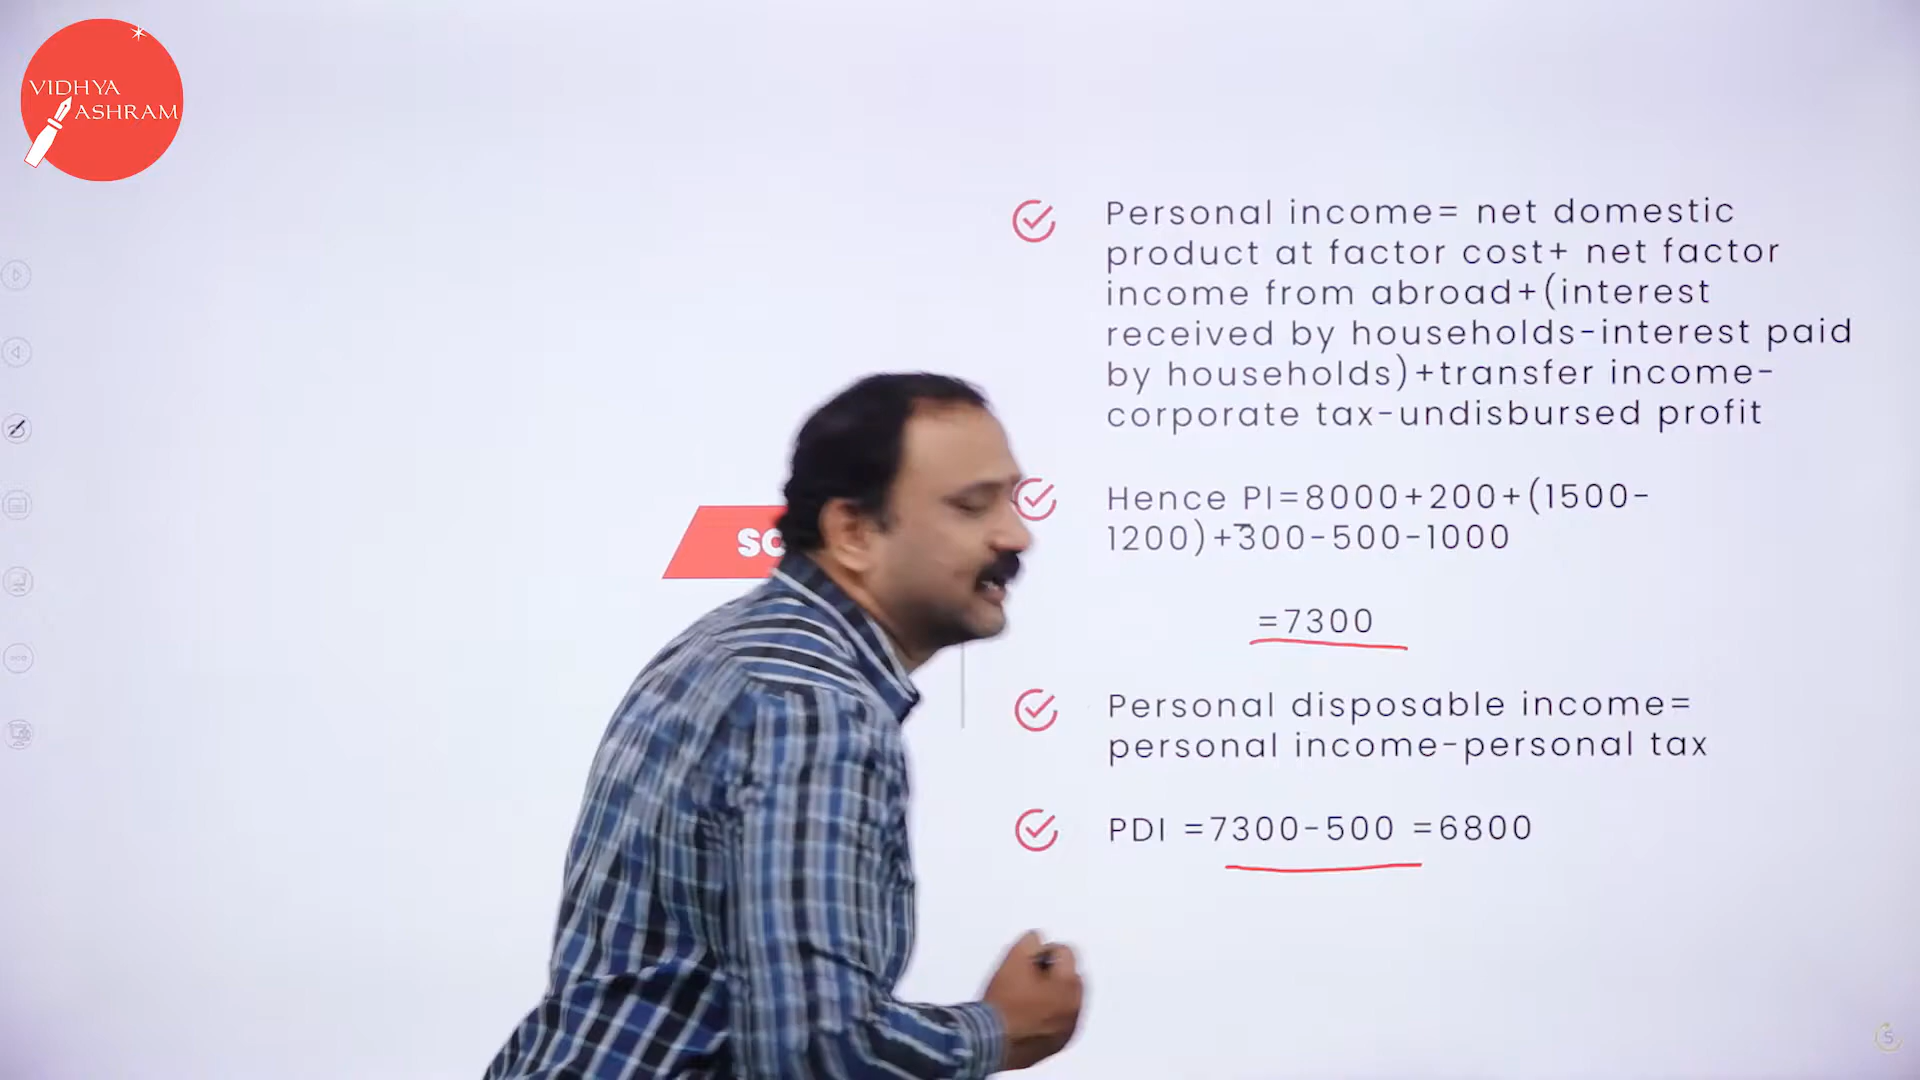 VIDHYA
ASHRAM
Personal income= net domestic
product at factor cost+ net factor
income from abroad+(interest
received by households-interest paid
by households)+transfer income-
corporate tax-undisbursed profit
Hence PI=8000+200+(1500-
1200)+300-500-1000
=7300
Personal disposable income=
personal income-personal tax
PDI =7300-500 =6800